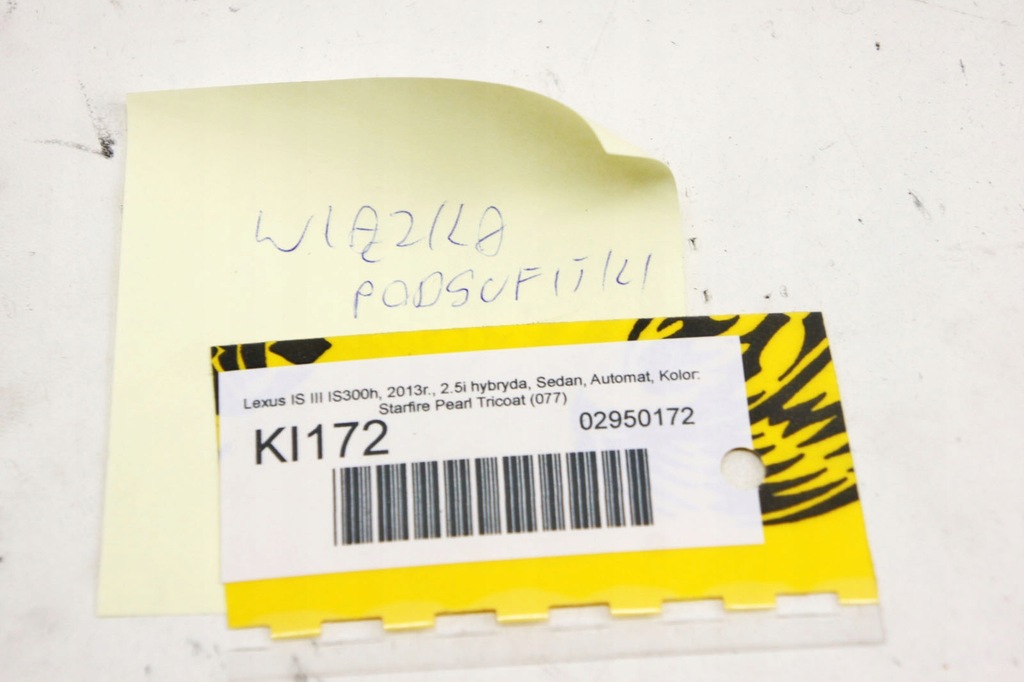 WIĄZKA
PODSUFITKI
Lexus IS III IS300h, 2013r., 2.5i hybryda, Sedan, Automat, Kolor:
Starfire Pearl Tricoat (077)
KI172
02950172